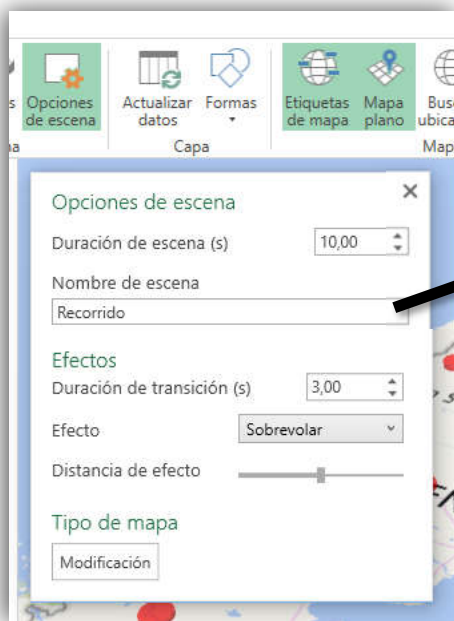 Opciones de escena
Actualizar datos
Formas
Etiquetas de mapa
Mapa plano
Capa
Opciones de escena
Duración de escena (s) 10,00
Nombre de escena
Recorrido
Efectos
Duración de transición (s) 3,00
Efecto Sobrevolar
Distancia de efecto
Tipo de mapa
Modificación